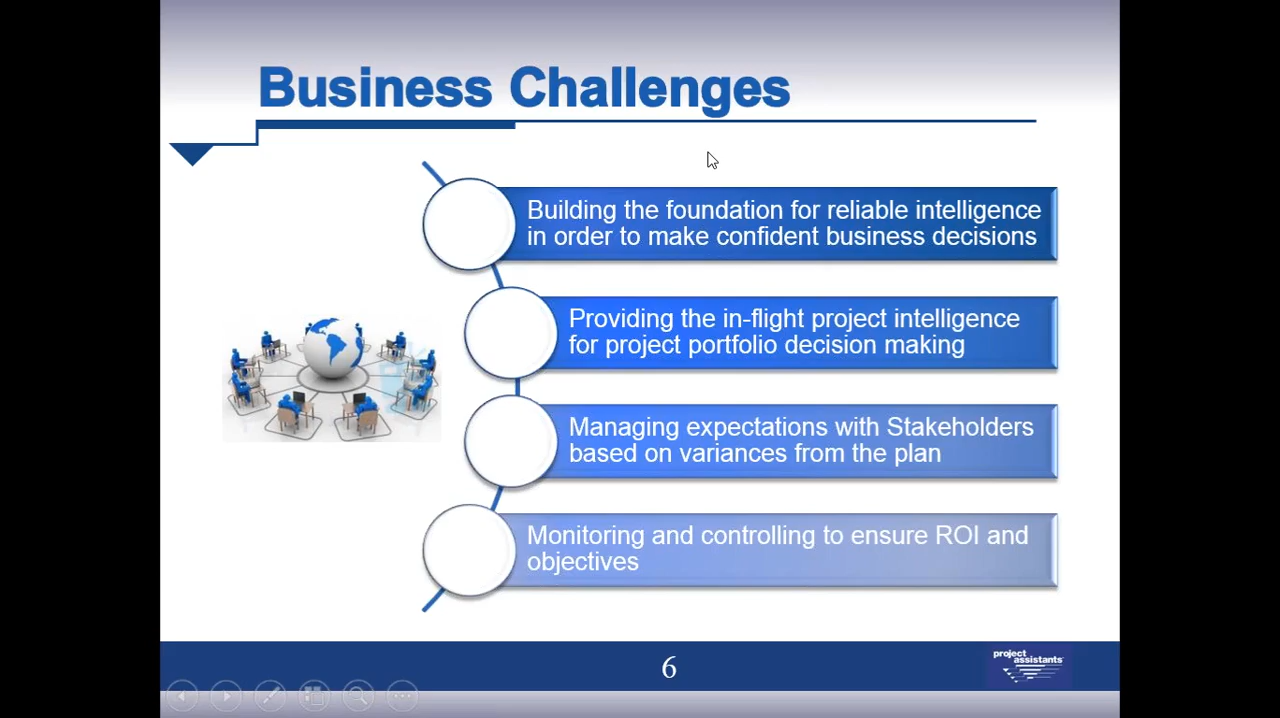 Business Challenges
Building the foundation for reliable intelligence
in order to make confident business decisions
Providing the in-flight project intelligence
for project portfolio decision making
Managing expectations with Stakeholders
based on variances from the plan
Monitoring and controlling to ensure ROI and
objectives
6
project
assistants